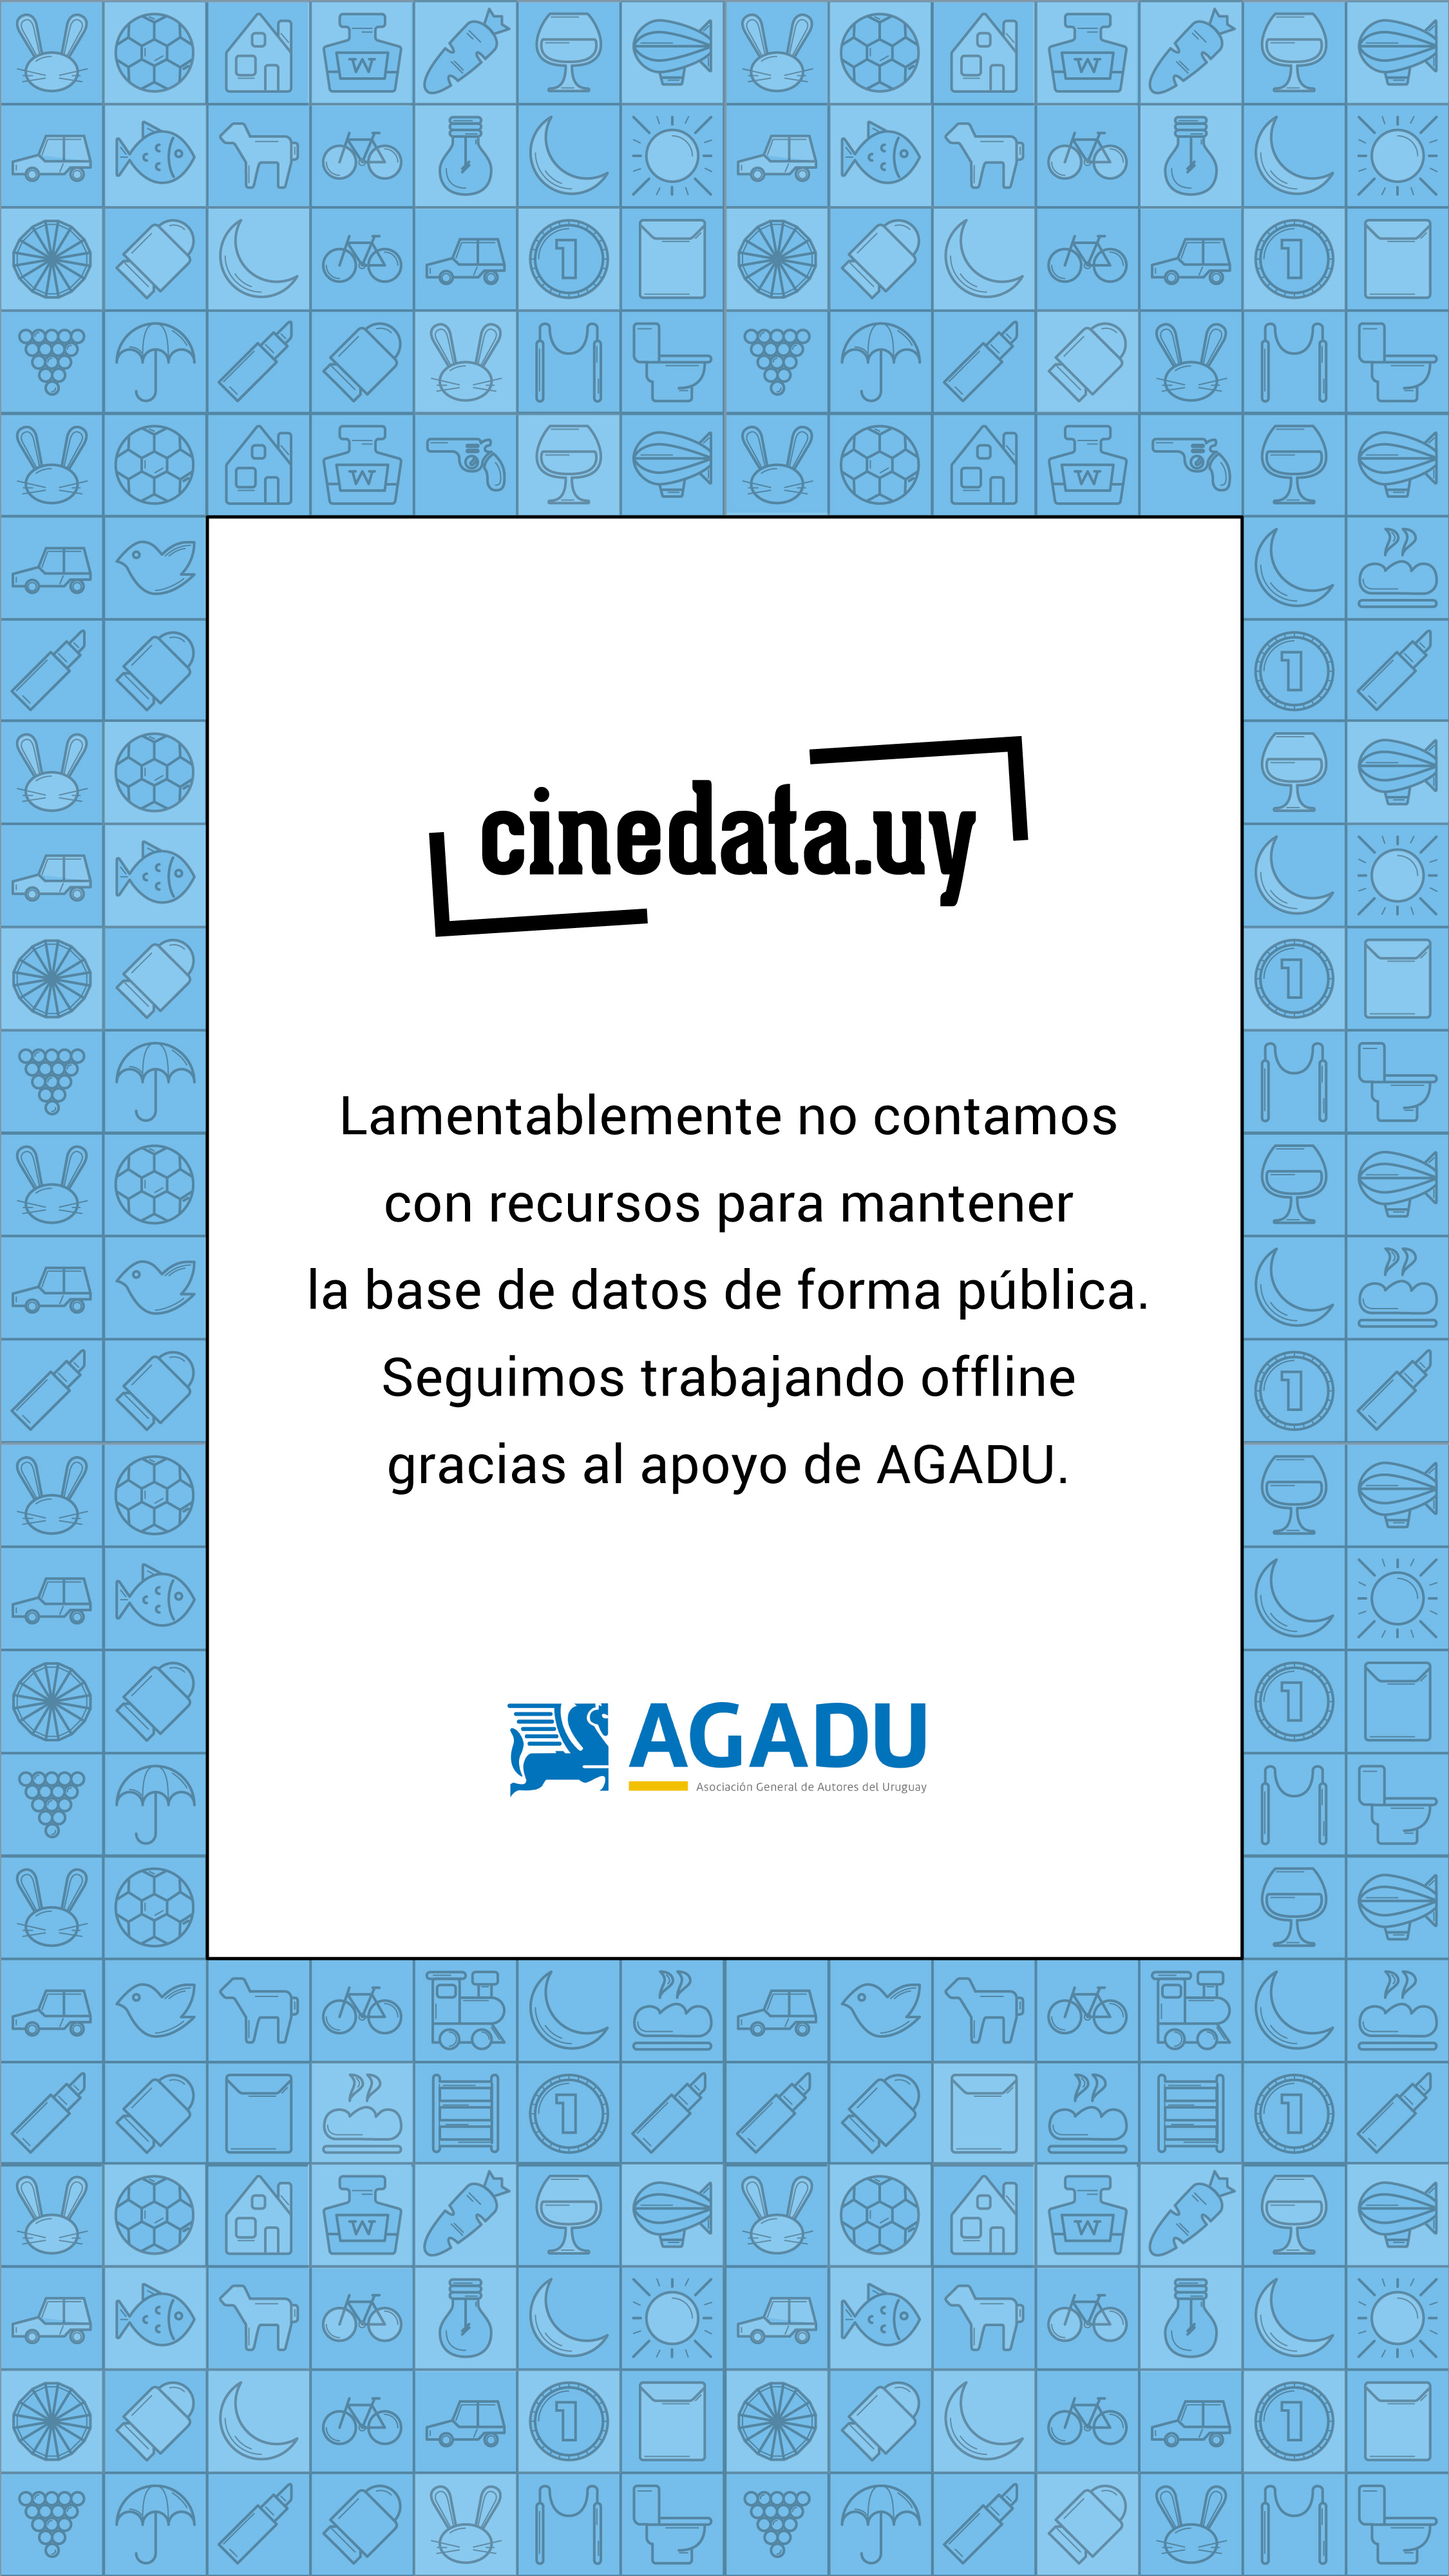 W W
1 1
W W
1
cinedata.uy
1
Lamentablemente no contamos
con recursos para mantener
la base de datos de forma pública.
Seguimos trabajando offline
1
gracias al apoyo de AGADU.
1
AGADU
Asociación General de Autores del Uruguay
1 1
W W
1 1